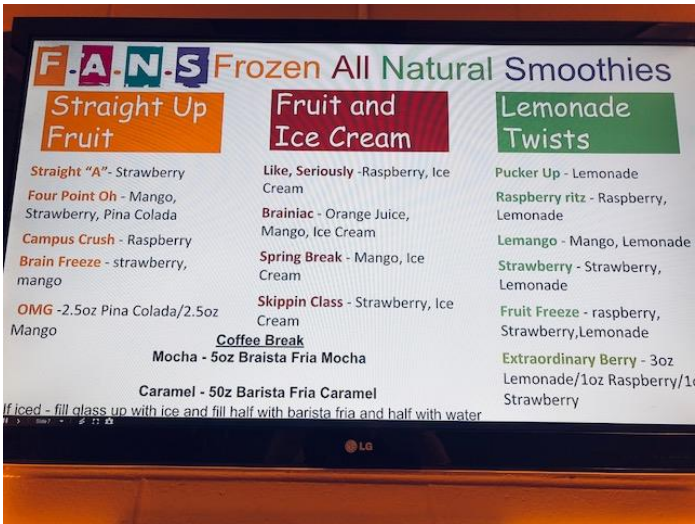 F.A.N.S Frozen All Natural Smoothies
Straight Up
Fruit
Straight “A”- Strawberry
Four Point Oh - Mango,
Strawberry, Pina Colada
Campus Crush - Raspberry
Brain Freeze - strawberry,
mango
OMG -2.5oz Pina Colada/2.5oz
Mango
Fruit and
Ice Cream
Like, Seriously -Raspberry, Ice
Cream
Brainiac - Orange Juice,
Mango, Ice Cream
Spring Break - Mango, Ice
Cream
Skippin Class - Strawberry, Ice
Cream
Lemonade
Twists
Pucker Up - Lemonade
Raspberry ritz - Raspberry,
Lemonade
Lemango - Mango, Lemonade
Strawberry - Strawberry,
Lemonade
Fruit Freeze - raspberry,
Strawberry,Lemonade
Extraordinary Berry - 3oz
Lemonade/1oz Raspberry/1
Strawberry
Coffee Break
Mocha - 5oz Braista Fria Mocha
Caramel - 50z Barista Fria Caramel
If iced - fill glass up with ice and fill half with barista fria and half with water
Slide 7
LG